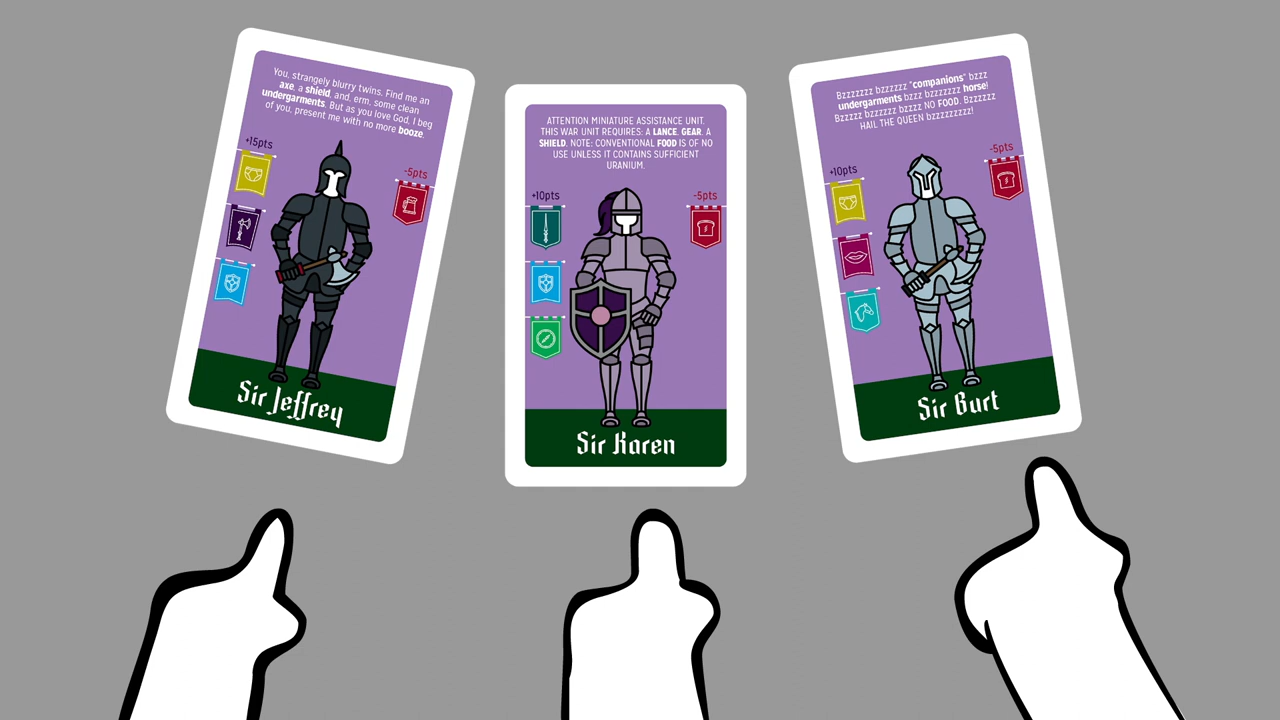 You, strangely blurry twins. Find me an
axe, a shield, and, erm, some clean
undergarments. But as you love God, I beg
of you, present me with no more booze.
+15pts
-5pts
Sir Jeffrey
ATTENTION MINIATURE ASSISTANCE UNIT.
THIS WAR UNIT REQUIRES: A LANCE. GEAR. A
SHIELD. NOTE: CONVENTIONAL FOOD IS OF NO
USE UNLESS IT CONTAINS SUFFICIENT
URANIUM.
+10pts
-5pts
Sir Karen
Bzzzzzzz bzzzzzz "companions" bzzz
undergarments bzzz bzzzzzzz horse!
Bzzzzz bzzzzzz bzzzz NO FOOD. Bzzzzzz
HAIL THE QUEEN bzzzzzzzz!
+10pts
-5pts
Sir Burt